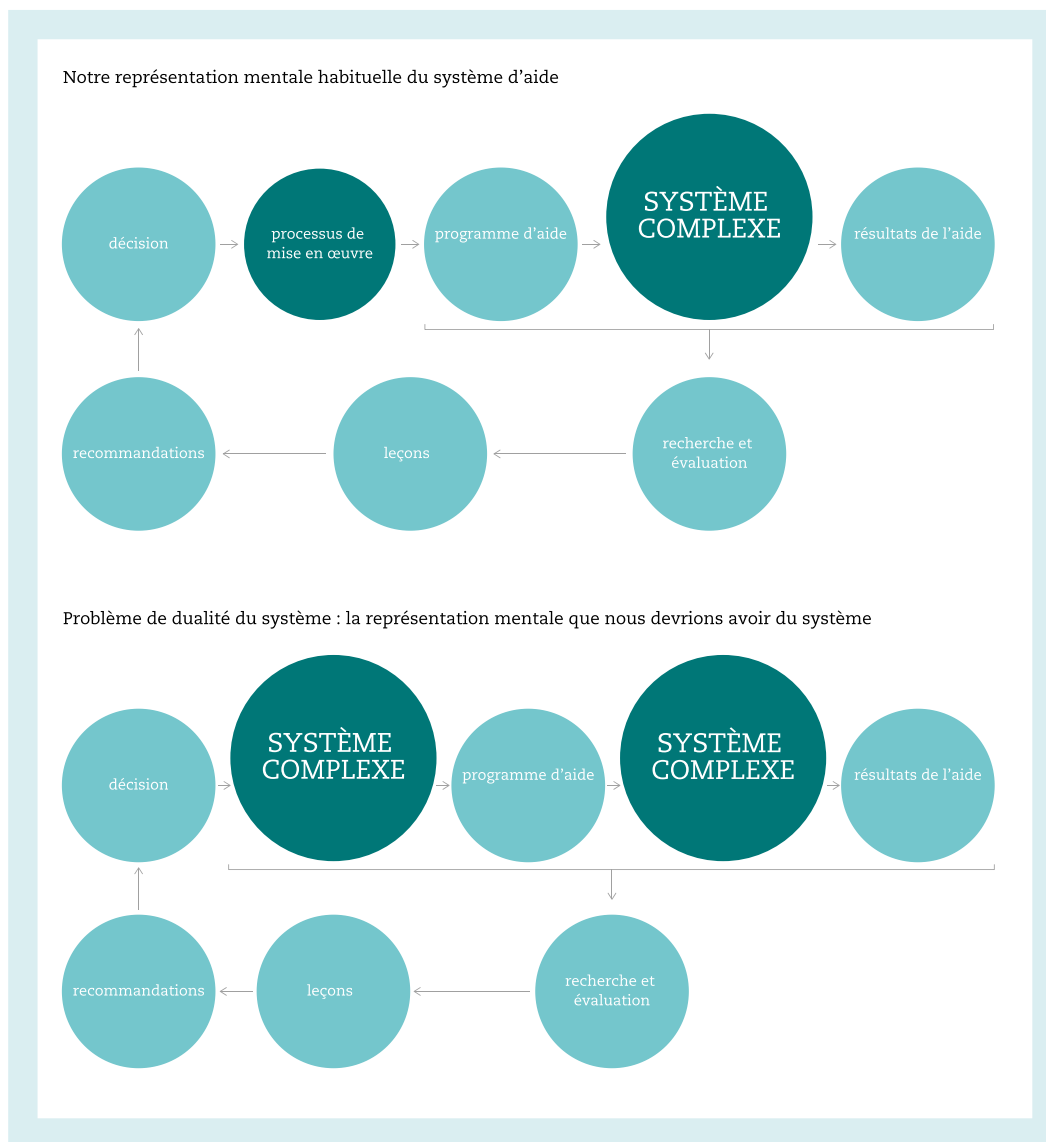 Notre représentation mentale habituelle du système d’aide
décision
processus de
mise en œuvre
programme d’aide
SYSTÈME
COMPLEXE
résultats de l’aide
recommandations
leçons
recherche et
évaluation
Problème de dualité du système : la représentation mentale que nous devrions avoir du système
décision
SYSTÈME
COMPLEXE
programme d’aide
SYSTÈME
COMPLEXE
résultats de l’aide
recommandations
leçons
recherche et
évaluation